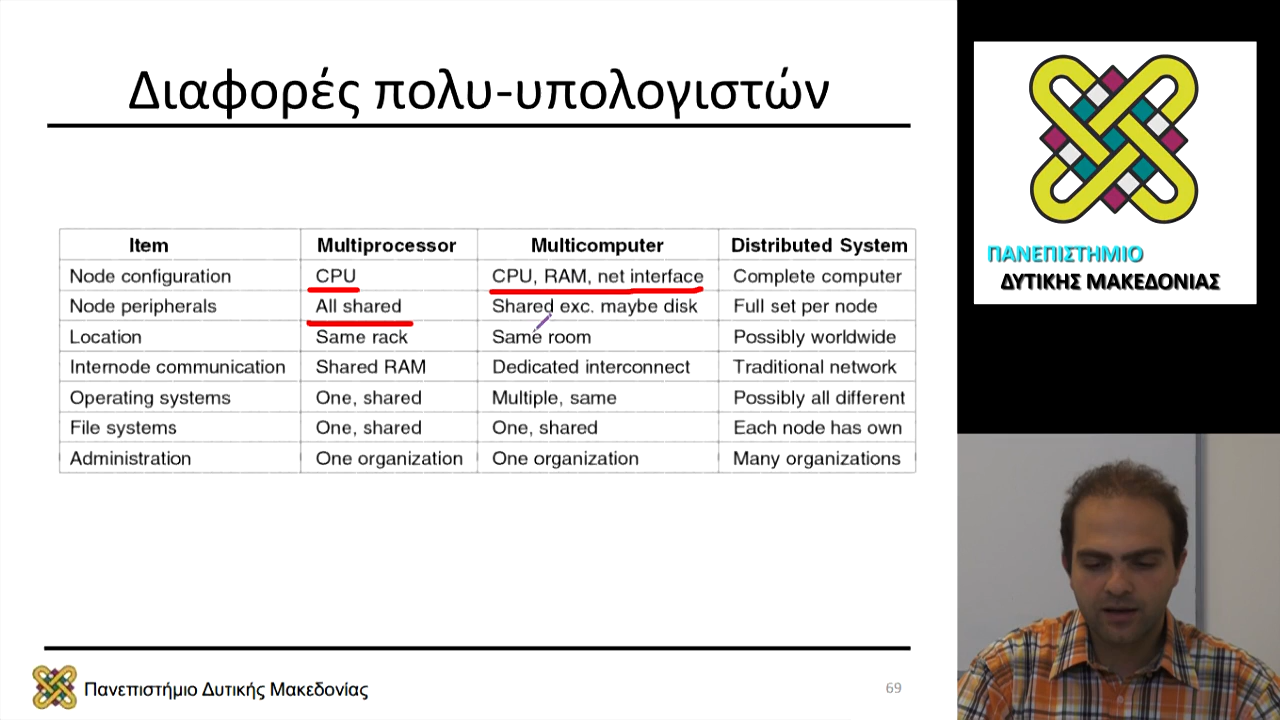 Διαφορές πολυ-υπολογιστών
Item Multiprocessor Multicomputer Distributed System
Node configuration CPU CPU, RAM, net interface Complete computer
Node peripherals All shared Shared exc. maybe disk Full set per node
Location Same rack Same room Possibly worldwide
Internode communication Shared RAM Dedicated interconnect Traditional network
Operating systems One, shared Multiple, same Possibly all different
File systems One, shared One, shared Each node has own
Administration One organization One organization Many organizations
Πανεπιστήμιο Δυτικής Μακεδονίας
69
ΠΑΝΕΠΙΣΤΗΜΙΟ
ΔΥΤΙΚΗΣ ΜΑΚΕΔΟΝΙΑΣ